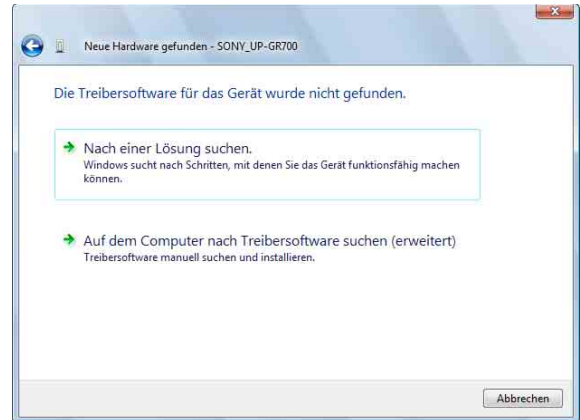 Neue Hardware gefunden - SONY_UP-GR700
Die Treibersoftware für das Gerät wurde nicht gefunden.
Nach einer Lösung suchen.
Windows sucht nach Schritten, mit denen Sie das Gerät funktionsfähig machen
können.
Auf dem Computer nach Treibersoftware suchen (erweitert)
Treibersoftware manuell suchen und installieren.
Abbrechen